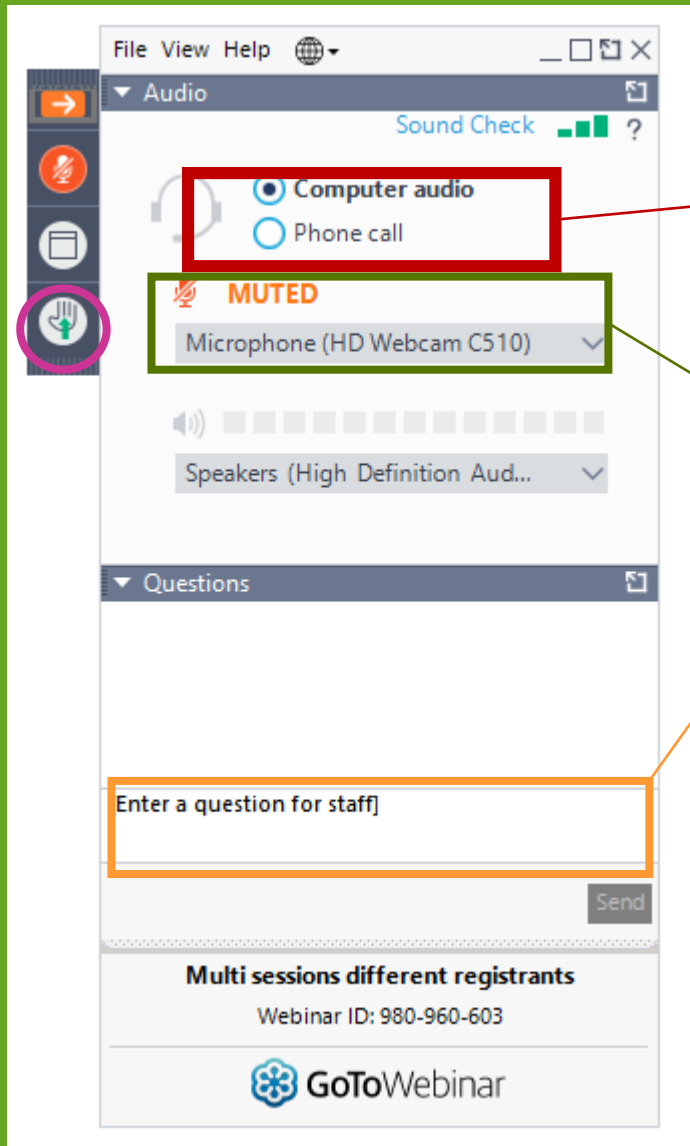 File View Help
Audio
Sound Check ?
Computer audio
Phone call
MUTED
Microphone (HD Webcam C510)
Speakers (High Definition Aud...
Questions
Enter a question for staff]
Send
Multi sessions different registrants
Webinar ID: 980-960-603
GoToWebinar